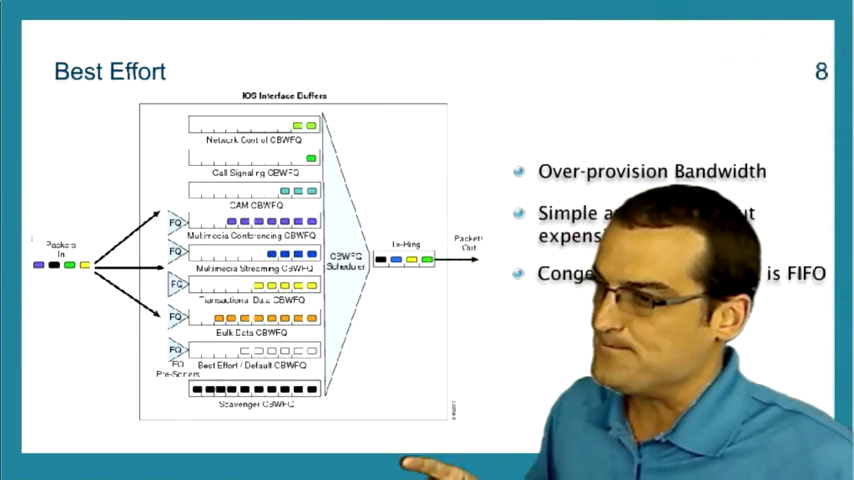 Best Effort
8
IOS Interface Buffers
Network Control CBWFQ
Call Signaling CBWFQ
OAM CBWFQ
FQ
Multimedia Conferencing CBWFQ
FQ
Multimedia Streaming CBWFQ
FQ
Transactional Data CBWFQ
FQ
Bulk Data CBWFQ
FQ
Best Effort / Default CBWFQ
FQ
Pre-Sorters
Scavenger CBWFQ
Packets
In
CBWFQ
Scheduler
Tx-Ring
Packets
Out
Over-provision Bandwidth
Simple
is FIFO